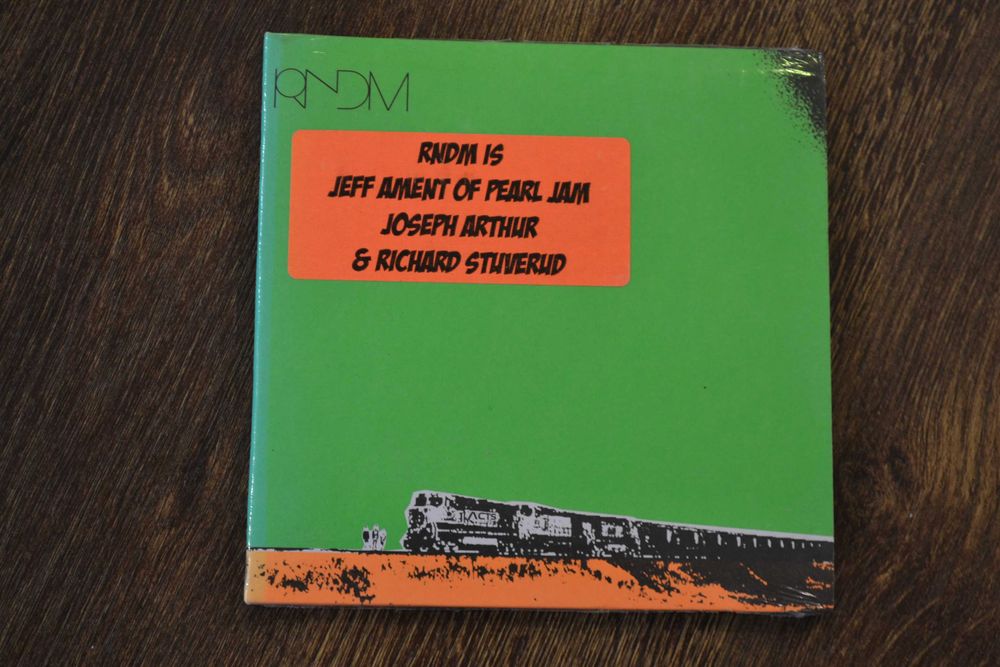 RNDM
RNDM IS
JEFF AMENT OF PEARL JAM
JOSEPH ARTHUR
& RICHARD STUVERUD